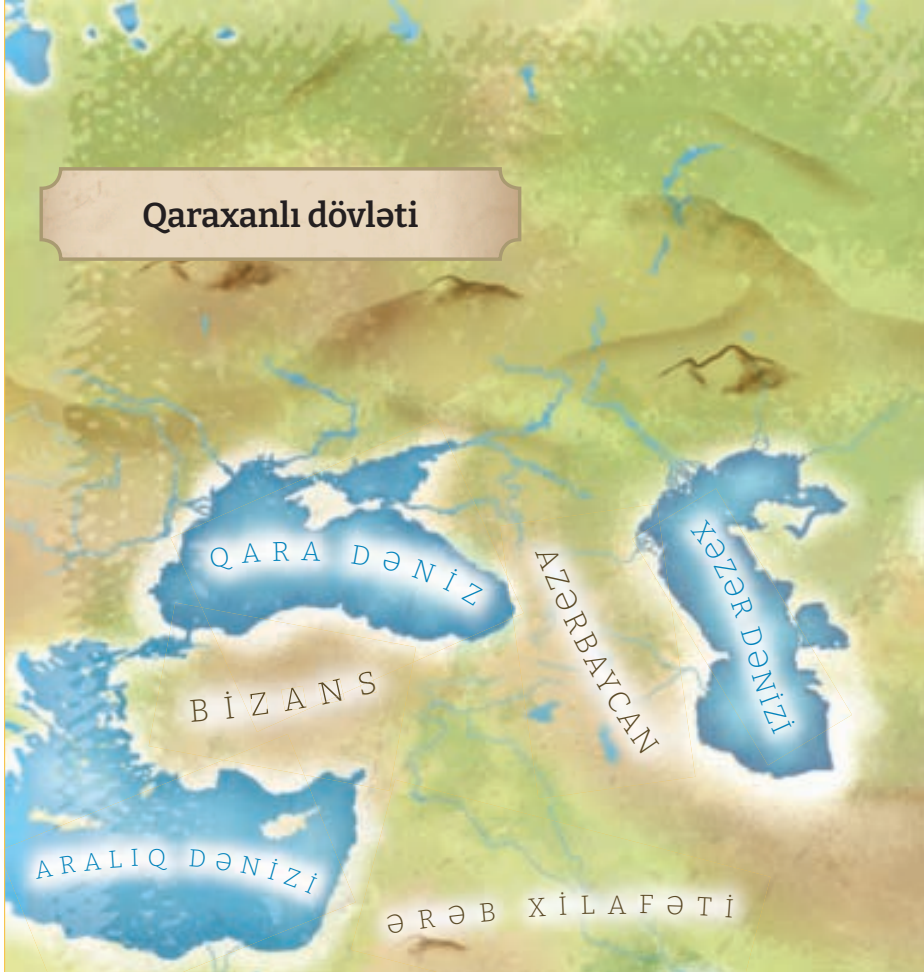 Qaraxanlı dövləti
QARA DƏNİZ
XƏZƏR DƏNİZİ
AZƏRBAYCAN
BİZANS
ARALIQ DƏNİZİ
ƏRƏB XİLAFƏTİ